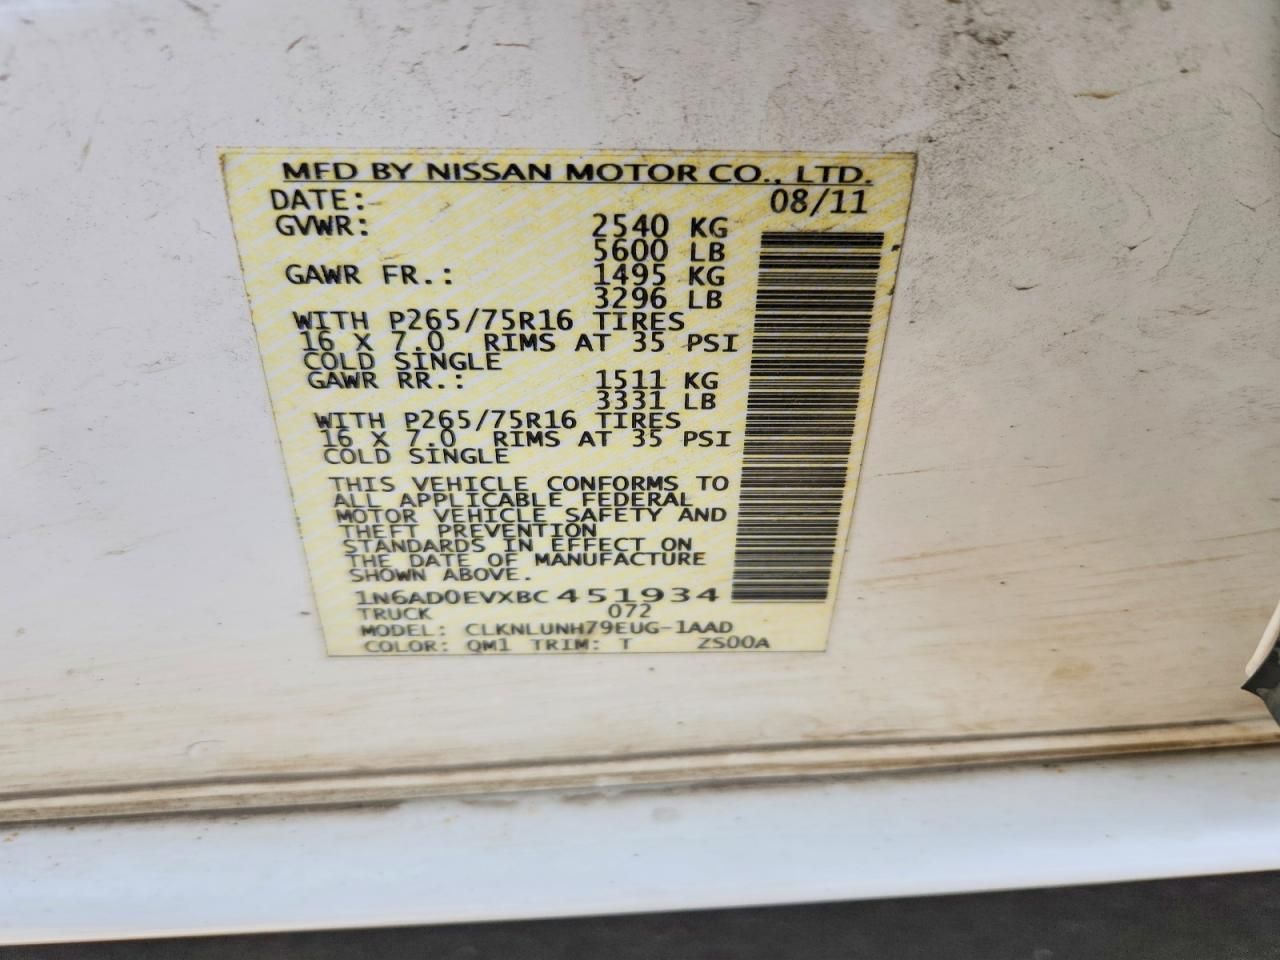 MFD BY NISSAN MOTOR CO., LTD.
DATE: 08/11
GVWR: 2540 KG
5600 LB
GAWR FR.: 1495 KG
3296 LB
WITH P265/75R16 TIRES
16 X 7.0 RIMS AT 35 PSI
COLD SINGLE
GAWR RR.: 1511 KG
3331 LB
WITH P265/75R16 TIRES
16 X 7.0 RIMS AT 35 PSI
COLD SINGLE
THIS VEHICLE CONFORMS TO
ALL APPLICABLE FEDERAL
MOTOR VEHICLE SAFETY AND
THEFT PREVENTION
STANDARDS IN EFFECT ON
THE DATE OF MANUFACTURE
SHOWN ABOVE.
1N6AD0EVXBC451934
TRUCK 072
MODEL: CLKNLUNH79EUG-1AAD
COLOR: QM1 TRIM: T ZS00A